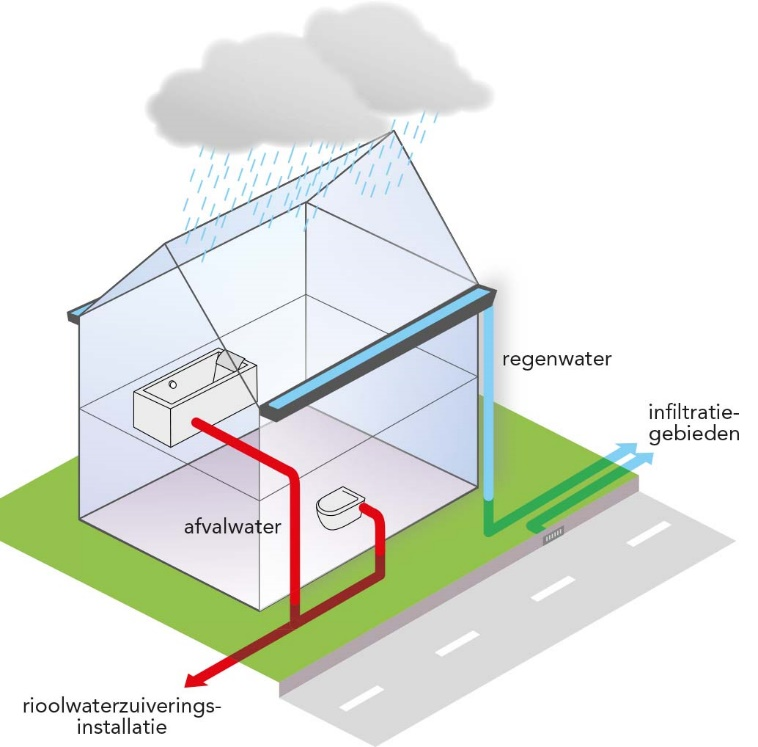 regenwater
infiltratie-
gebieden
afvalwater
rioolwaterzuiverings-
installatie